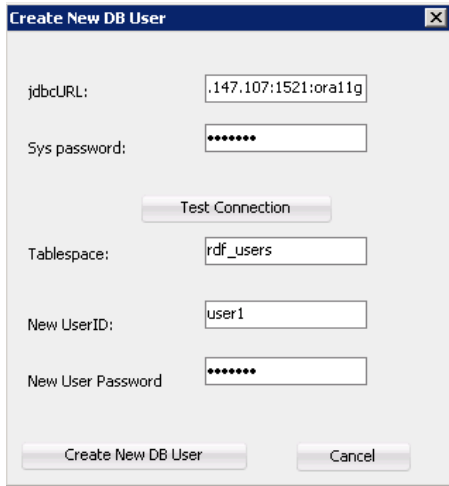 Create New DB User
jdbcURL: .147.107:1521:ora11g
Sys password: •••••••
Test Connection
Tablespace: rdf_users
New UserID: user1
New User Password •••••••
Create New DB User Cancel